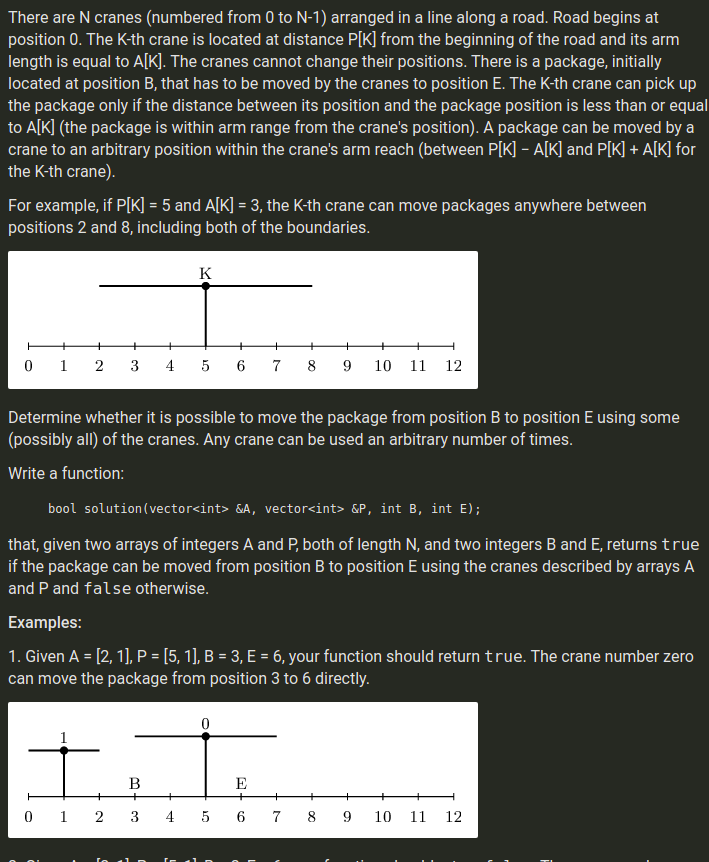 There are N cranes (numbered from 0 to N-1) arranged in a line along a road. Road begins at
position 0. The K-th crane is located at distance P[K] from the beginning of the road and its arm
length is equal to A[K]. The cranes cannot change their positions. There is a package, initially
located at position B, that has to be moved by the cranes to position E. The K-th crane can pick up
the package only if the distance between its position and the package position is less than or equal
to A[K] (the package is within arm range from the crane's position). A package can be moved by a
crane to an arbitrary position within the crane's arm reach (between P[K] − A[K] and P[K] + A[K] for
the K-th crane).
For example, if P[K] = 5 and A[K] = 3, the K-th crane can move packages anywhere between
positions 2 and 8, including both of the boundaries.
K
0 1 2 3 4 5 6 7 8 9 10 11 12
Determine whether it is possible to move the package from position B to position E using some
(possibly all) of the cranes. Any crane can be used an arbitrary number of times.
Write a function:
bool solution(vector<int> &A, vector<int> &P, int B, int E);
that, given two arrays of integers A and P, both of length N, and two integers B and E, returns true
if the package can be moved from position B to position E using the cranes described by arrays A
and P and false otherwise.
Examples:
1. Given A = [2, 1], P = [5, 1], B = 3, E = 6, your function should return true. The crane number zero
can move the package from position 3 to 6 directly.
1 0
B E
0 1 2 3 4 5 6 7 8 9 10 11 12